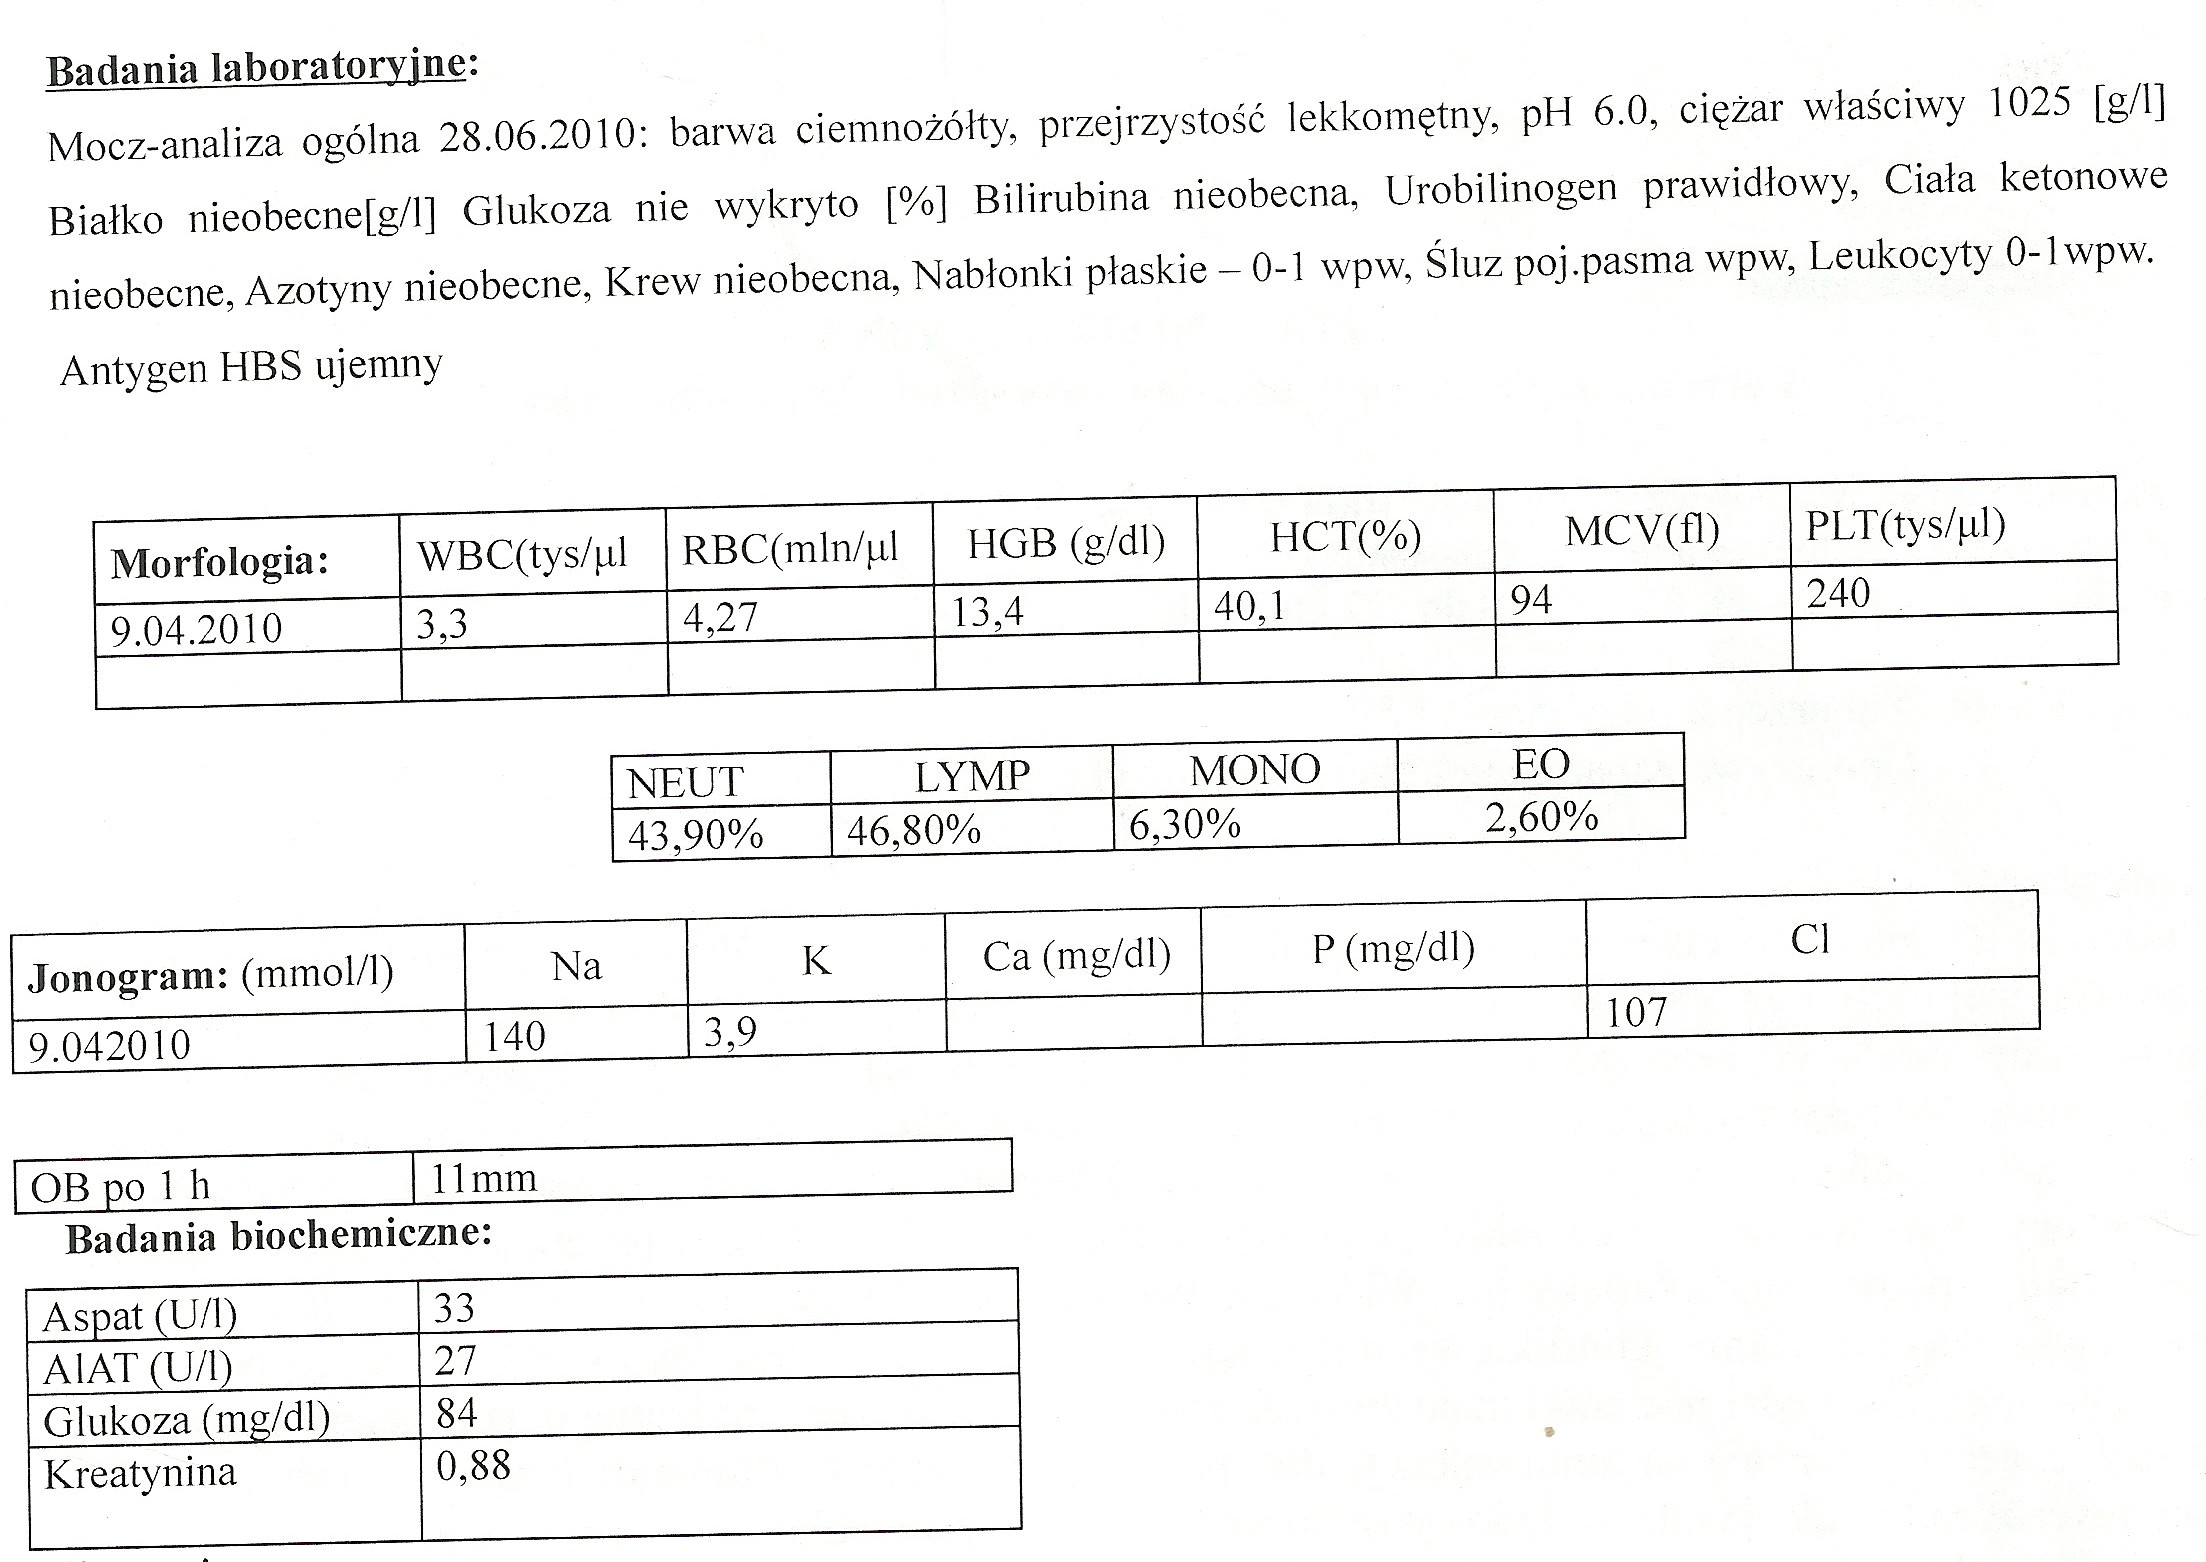 Badania laboratoryjne:
Mocz-analiza ogólna 28.06.2010: barwa ciemnożółty, przejrzystość lekkomętny, pH 6.0, ciężar właściwy 1025 [g/l]
Białko nieobecne[g/l] Glukoza nie wykryto [%] Bilirubina nieobecna, Urobilinogen prawidłowy, Ciała ketonowe
nieobecne, Azotyny nieobecne, Krew nieobecna, Nabłonki płaskie – 0-1 wpw, Śluz poj.pasma wpw, Leukocyty 0-1wpw.
Antygen HBS ujemny
Morfologia: WBC(tys/µl RBC(mln/µl HGB (g/dl) HCT(%) MCV(fl) PLT(tys/µl)
9.04.2010 3,3 4,27 13,4 40,1 94 240
NEUT LYMP MONO EO
43,90% 46,80% 6,30% 2,60%
Jonogram: (mmol/l) Na K Ca (mg/dl) P (mg/dl) Cl
9.042010 140 3,9 107
OB po 1 h 11mm
Badania biochemiczne:
Aspat (U/l) 33
AlAT (U/l) 27
Glukoza (mg/dl) 84
Kreatynina 0,88